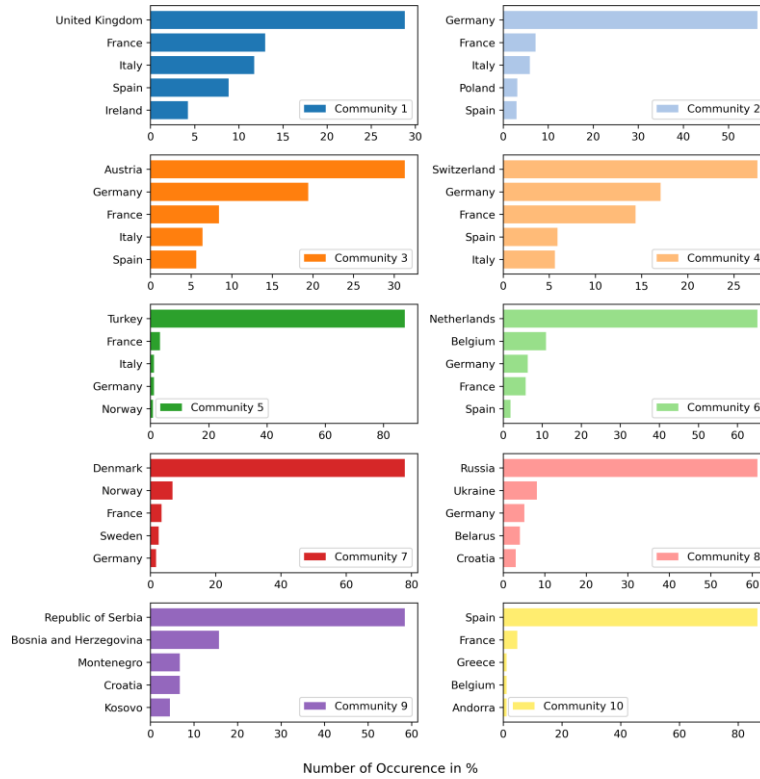 United Kingdom
France
Italy
Spain
Ireland
Community 1
0 5 10 15 20 25 30
Germany
France
Italy
Poland
Spain
Community 2
0 10 20 30 40 50
Austria
Germany
France
Italy
Spain
Community 3
0 5 10 15 20 25 30
Switzerland
Germany
France
Spain
Italy
Community 4
0 5 10 15 20 25
Turkey
France
Italy
Germany
Norway
Community 5
0 20 40 60 80
Netherlands
Belgium
Germany
France
Spain
Community 6
0 10 20 30 40 50 60
Denmark
Norway
France
Sweden
Germany
Community 7
0 20 40 60 80
Russia
Ukraine
Germany
Belarus
Croatia
Community 8
0 10 20 30 40 50 60
Republic of Serbia
Bosnia and Herzegovina
Montenegro
Croatia
Kosovo
Community 9
0 10 20 30 40 50 60
Spain
France
Greece
Belgium
Andorra
Community 10
0 20 40 60 80
Number of Occurence in %